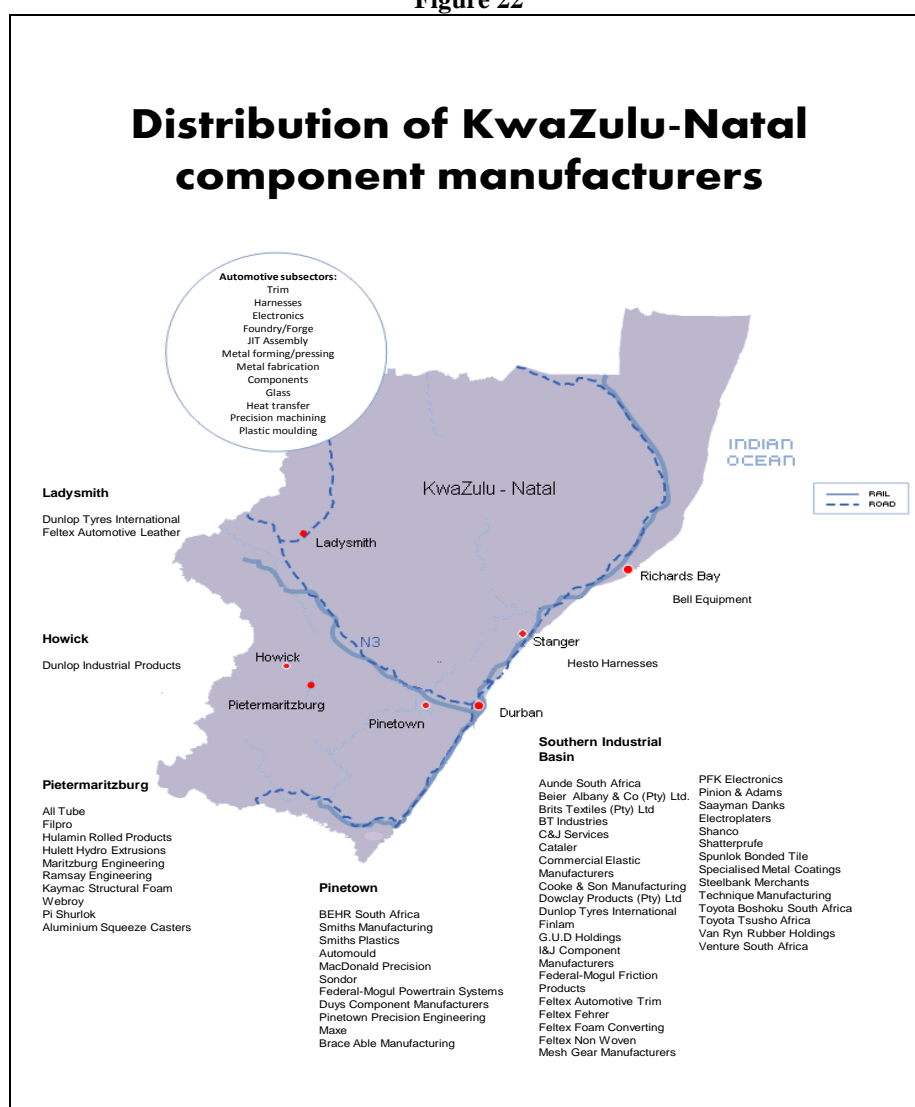 Figure 22
Distribution of KwaZulu-Natal
component manufacturers
Automotive subsectors:
Trim
Harnesses
Electronics
Foundry/Forge
JIT Assembly
Metal forming/pressing
Metal fabrication
Components
Glass
Heat transfer
Precision machining
Plastic moulding
INDIAN
OCEAN
RAIL
ROAD
KwaZulu - Natal
Ladysmith
Dunlop Tyres International
Feltex Automotive Leather
Ladysmith
Richards Bay
Bell Equipment
Howick
Dunlop Industrial Products
N3
Howick
Stanger
Hesto Harnesses
Pietermaritzburg
Pinetown
Durban
Pietermaritzburg
All Tube
Filpro
Hulamin Rolled Products
Hulett Hydro Extrusions
Maritzburg Engineering
Ramsay Engineering
Kaymac Structural Foam
Webroy
Pi Shurlok
Aluminium Squeeze Casters
Pinetown
BEHR South Africa
Smiths Manufacturing
Smiths Plastics
Automould
MacDonald Precision
Sondor
Federal-Mogul Powertrain Systems
Duys Component Manufacturers
Pinetown Precision Engineering
Maxe
Brace Able Manufacturing
Southern Industrial
Basin
Aunde South Africa
Beier Albany & Co (Pty) Ltd.
Brits Textiles (Pty) Ltd
BT Industries
C&J Services
Cataler
Commercial Elastic
Manufacturers
Cooke & Son Manufacturing
Dowclay Products (Pty) Ltd
Dunlop Tyres International
Finlam
G.U.D Holdings
I&J Component
Manufacturers
Federal-Mogul Friction
Products
Feltex Automotive Trim
Feltex Fehrer
Feltex Foam Converting
Feltex Non Woven
Mesh Gear Manufacturers
PFK Electronics
Pinion & Adams
Saayman Danks
Electroplaters
Shanco
Shatterprufe
Spunlok Bonded Tile
Specialised Metal Coatings
Steelbank Merchants
Technique Manufacturing
Toyota Boshoku South Africa
Toyota Tsusho Africa
Van Ryn Rubber Holdings
Venture South Africa